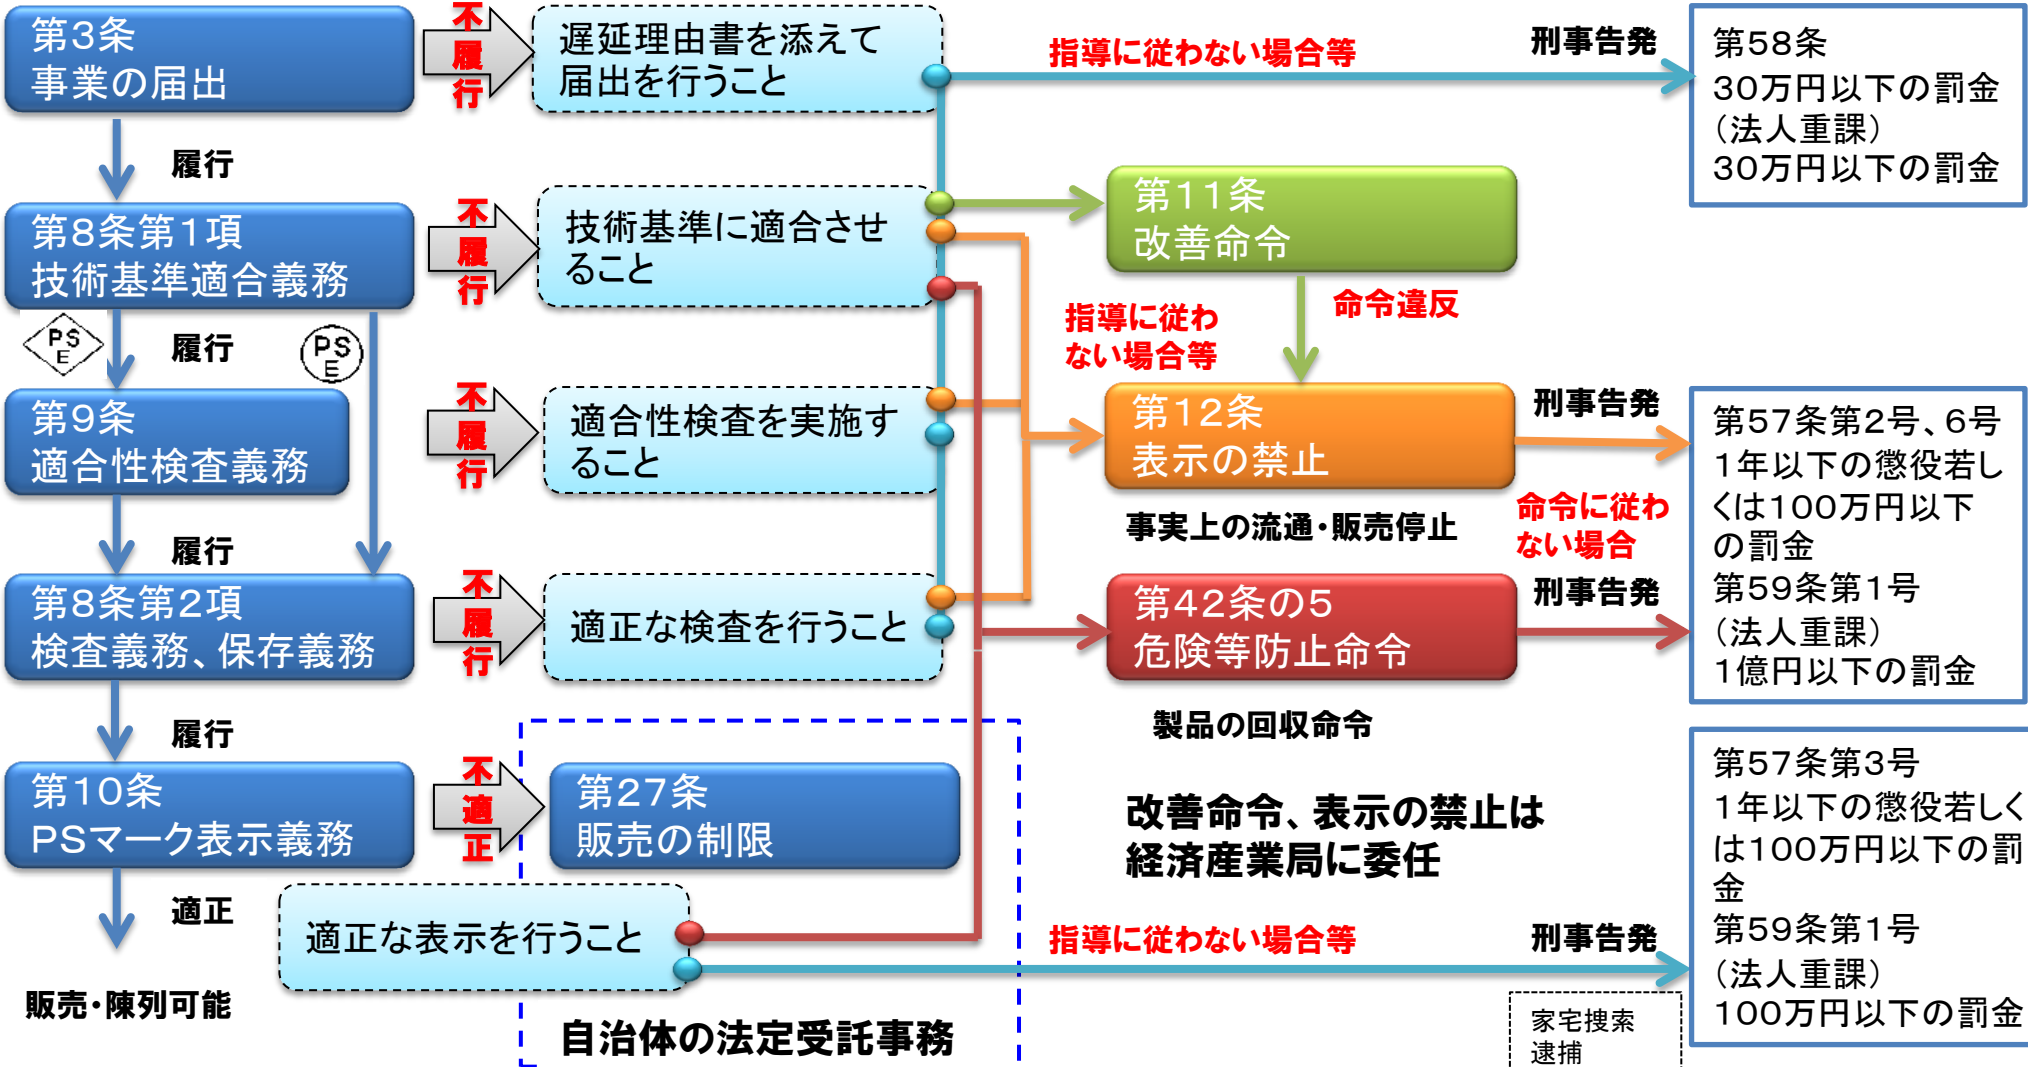 第3条
事業の届出
不
履
行
遅延理由書を添えて
届出を行うこと
指導に従わない場合等
刑事告発
第58条
30万円以下の罰金
（法人重課）
30万円以下の罰金
履行
第8条第1項
技術基準適合義務
不
履
行
技術基準に適合させ
ること
第11条
改善命令
命令違反
指導に従わ
ない場合等
PS
E
履行
PS
E
第9条
適合性検査義務
不
履
行
適合性検査を実施す
ること
第12条
表示の禁止
刑事告発
事実上の流通・販売停止
命令に従わ
ない場合
第57条第2号、6号
1年以下の懲役若し
くは100万円以下
の罰金
第59条第1号
（法人重課）
1億円以下の罰金
履行
第8条第2項
検査義務、保存義務
不
履
行
適正な検査を行うこと
第42条の5
危険等防止命令
刑事告発
製品の回収命令
履行
第10条
PSマーク表示義務
不
適
正
第27条
販売の制限
改善命令、表示の禁止は
経済産業局に委任
第57条第3号
1年以下の懲役若しく
は100万円以下の罰
金
第59条第1号
（法人重課）
100万円以下の罰金
適正
適正な表示を行うこと
指導に従わない場合等
刑事告発
販売・陳列可能
自治体の法定受託事務
家宅捜索
逮捕